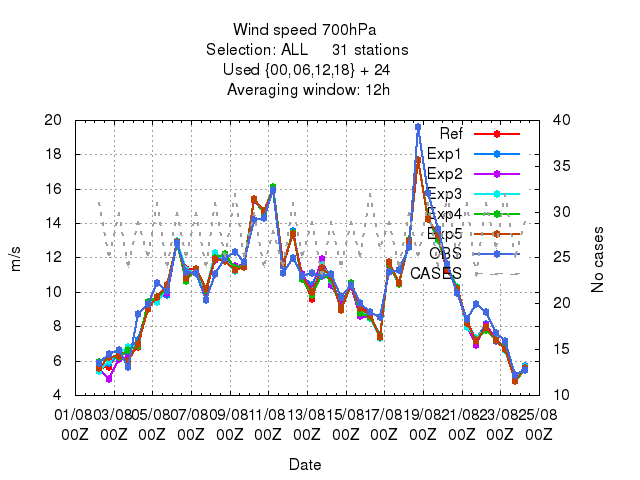 Wind speed 700hPa
Selection: ALL 31 stations
Used {00,06,12,18} + 24
Averaging window: 12h
20
18
16
14
12
10
8
6
4
m/s
40
35
30
25
20
15
10
No cases
Ref
Exp1
Exp2
Exp3
Exp4
Exp5
OBS
CASES
01/08 03/08 05/08 07/08 09/08 11/08 13/08 15/08 17/08 19/08 21/08 23/08 25/08
00Z 00Z 00Z 00Z 00Z 00Z 00Z 00Z 00Z 00Z 00Z 00Z 00Z
Date